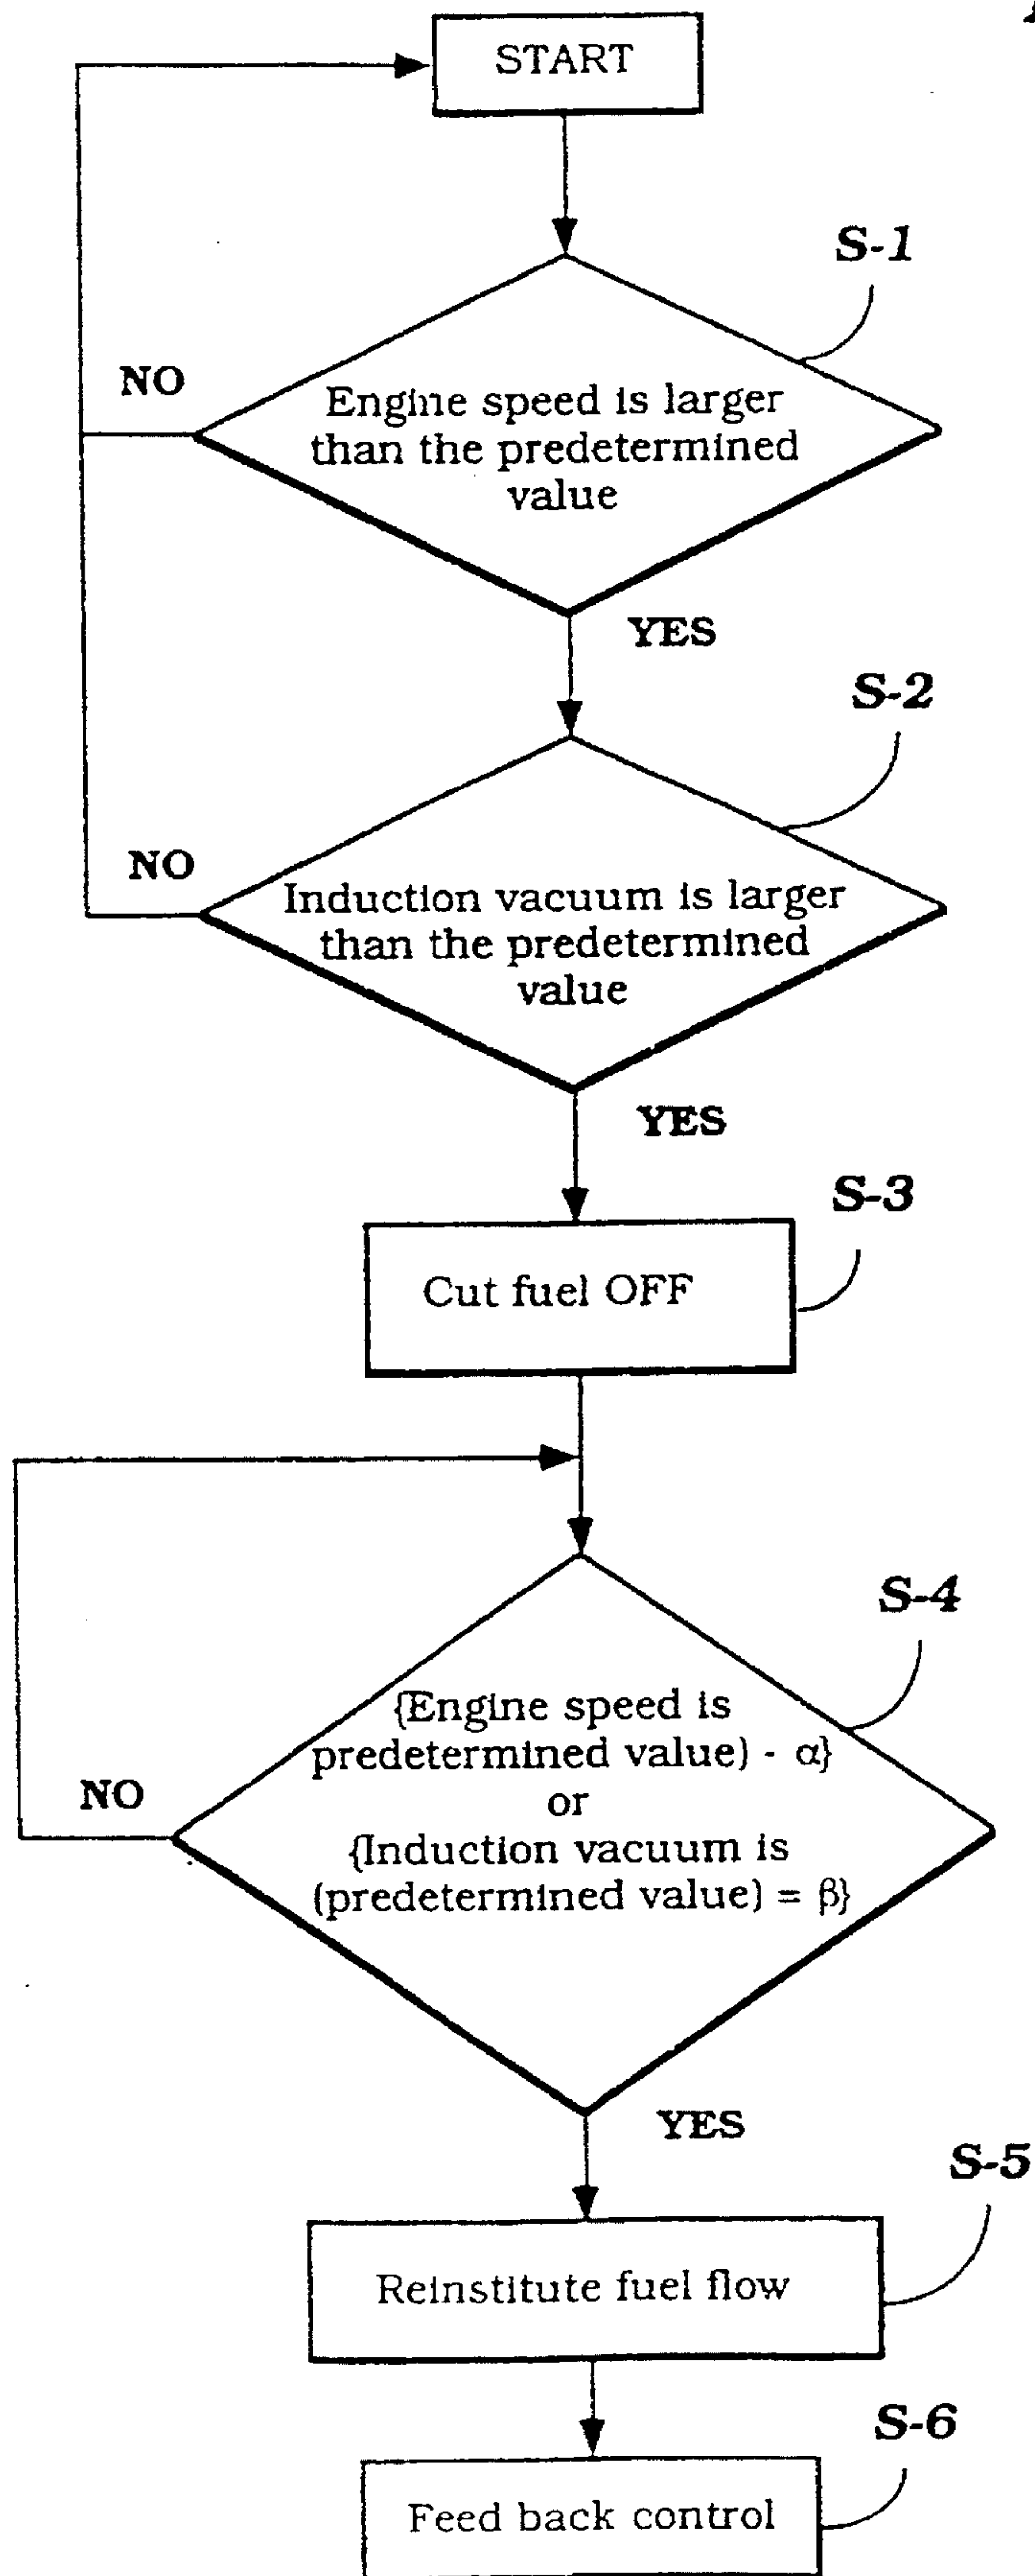 START
S-1
NO
Engine speed is larger
than the predetermined
value
YES
S-2
NO
Induction vacuum is larger
than the predetermined
value
YES
S-3
Cut fuel OFF
S-4
{Engine speed is
predetermined value) - α}
or
NO
{Induction vacuum is
(predetermined value) = β}
YES
S-5
Reinstitute fuel flow
S-6
Feed back control